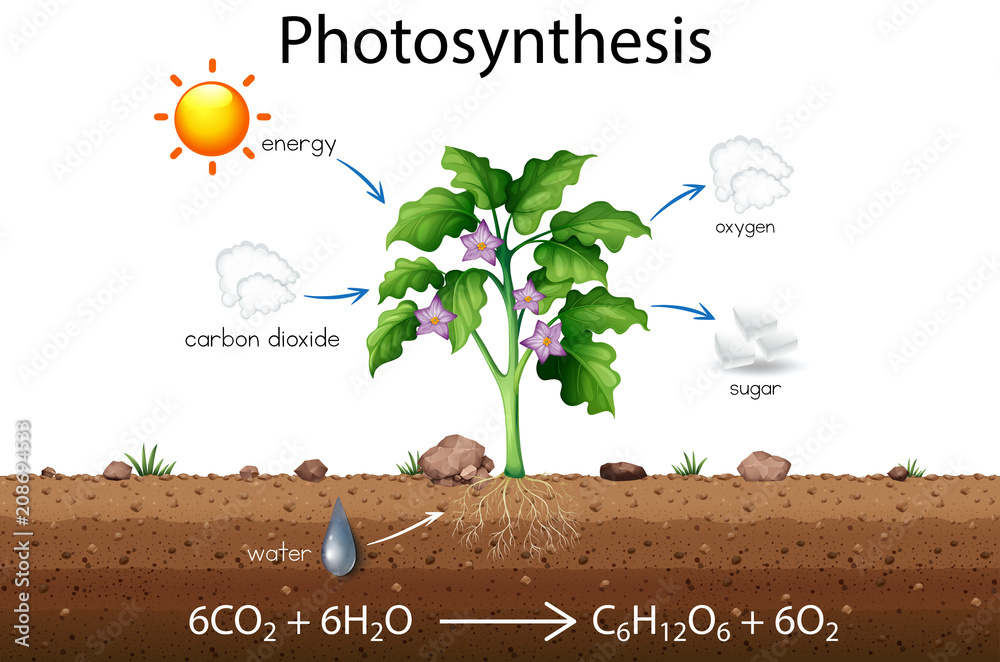 Photosynthesis
energy
oxygen
carbon dioxide
sugar
water
6CO₂ + 6H₂O → C₆H₁₂O₆ + 6O₂
Adobe Stock | #208694533